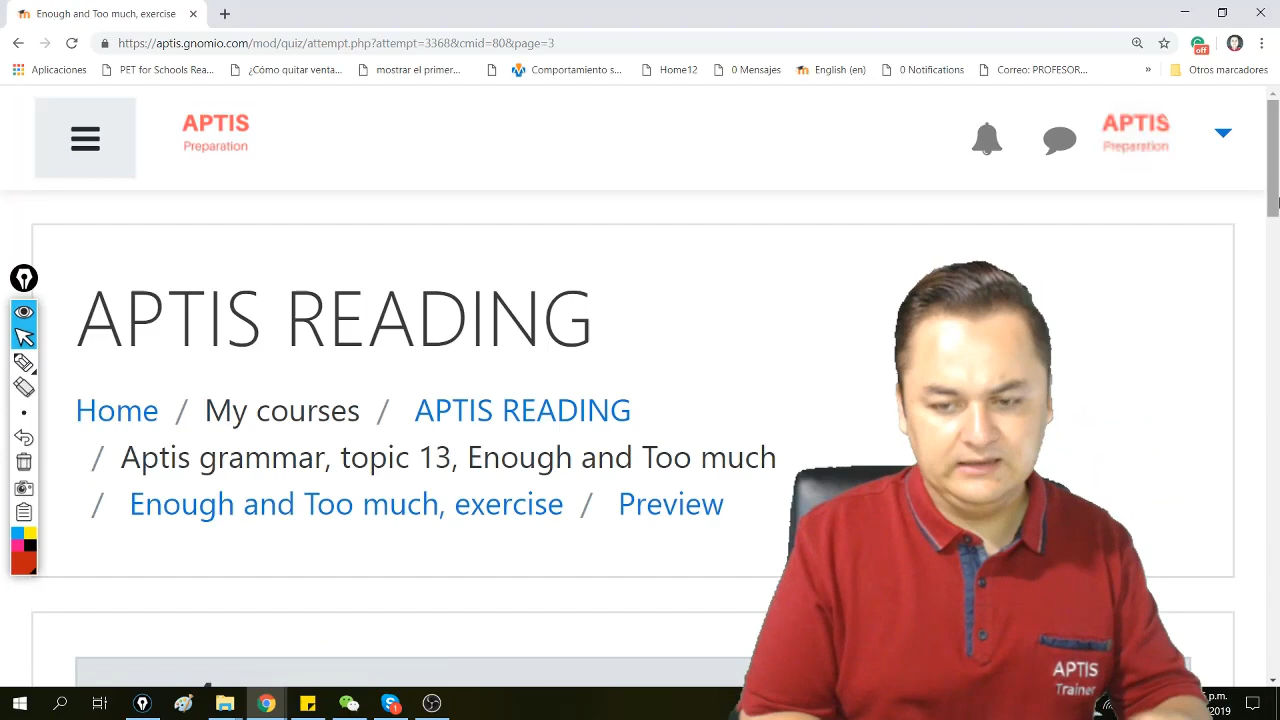 Enough and Too much, exercise
https://aptis.gnomio.com/mod/quiz/attempt.php?attempt=3368&cmid=80&page=3
off
Aplicaciones
PET for Schools Rea...
¿Cómo quitar venta...
mostrar el primer...
Comportamiento s...
Home12
0 Mensajes
English (en)
0 Notifications
Correo: PROFESOR...
»
Otros marcadores
APTIS
Preparation
APTIS
Preparation
APTIS READING
Home / My courses / APTIS READING
/ Aptis grammar, topic 13, Enough and Too much
/ Enough and Too much, exercise / Preview
APTIS
Trainer
1
p.m.
2019